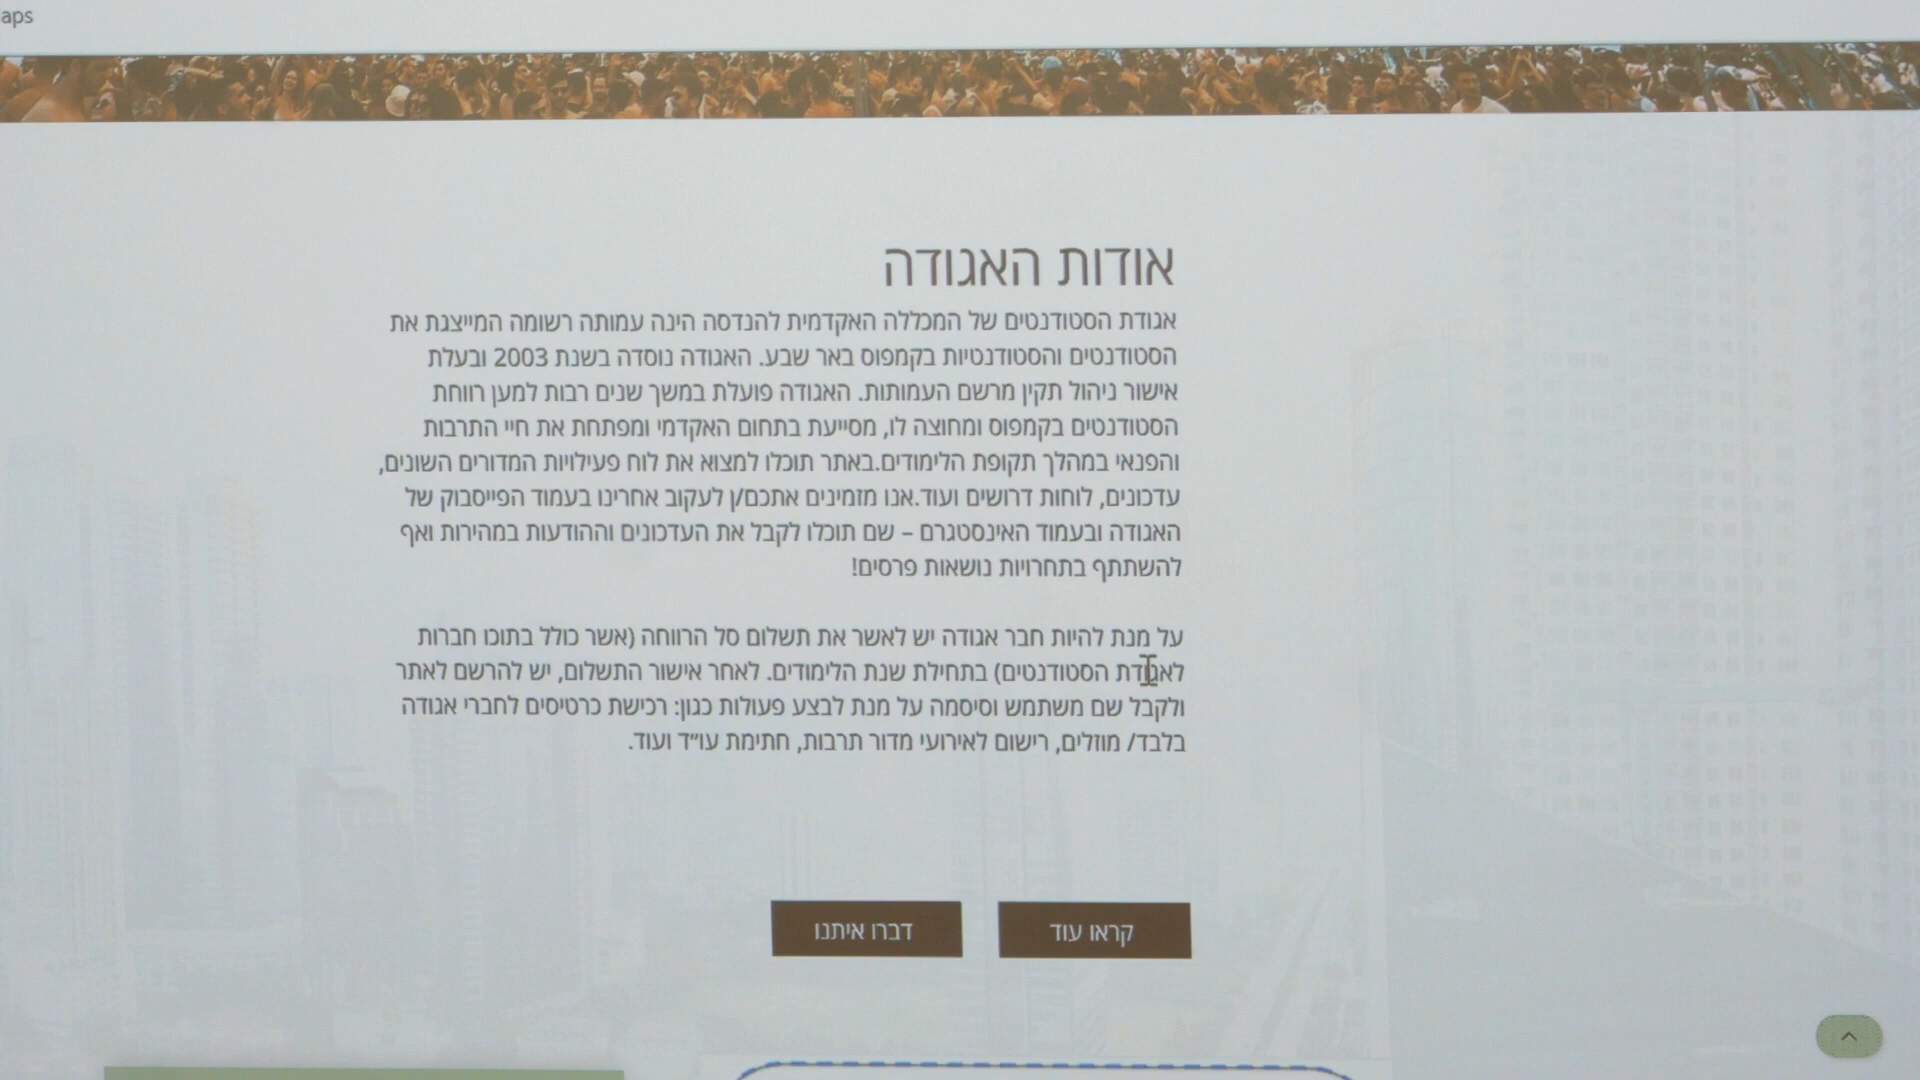 aps
אודות האגודה
אגודת הסטודנטים של המכללה האקדמית להנדסה הינה עמותה רשומה המייצגת את
הסטודנטים והסטודנטיות בקמפוס באר שבע. האגודה נוסדה בשנת 2003 ובעלת
אישור ניהול תקין מרשם העמותות. האגודה פועלת במשך שנים רבות למען רווחת
הסטודנטים בקמפוס ומחוצה לו, מסייעת בתחום האקדמי ומפתחת את חיי התרבות
והפנאי במהלך תקופת הלימודים.באתר תוכלו למצוא את לוח פעילויות המדורים השונים,
עדכונים, לוחות דרושים ועוד.אנו מזמינים אתכם/ן לעקוב אחרינו בעמוד הפייסבוק של
האגודה ובעמוד האינסטגרם – שם תוכלו לקבל את העדכונים וההודעות במהירות ואף
להשתתף בתחרויות נושאות פרסים!
על מנת להיות חבר אגודה יש לאשר את תשלום סל הרווחה (אשר כולל בתוכו חברות
לאגודת הסטודנטים) בתחילת שנת הלימודים. לאחר אישור התשלום, יש להרשם לאתר
ולקבל שם משתמש וסיסמה על מנת לבצע פעולות כגון: רכישת כרטיסים לחברי אגודה
בלבד/ מוזלים, רישום לאירועי מדור תרבות, חתימת עו״ד ועוד.
קראו עוד
דברו איתנו